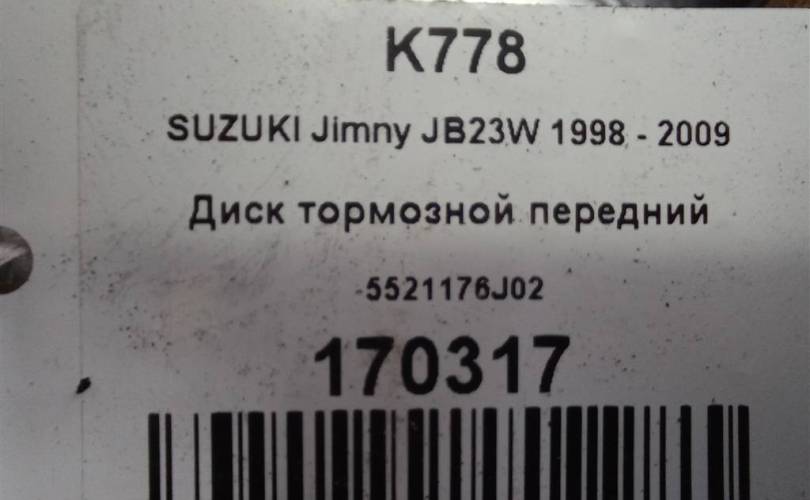 K778
SUZUKI Jimny JB23W 1998 - 2009
Диск тормозной передний
5521176J02
170317